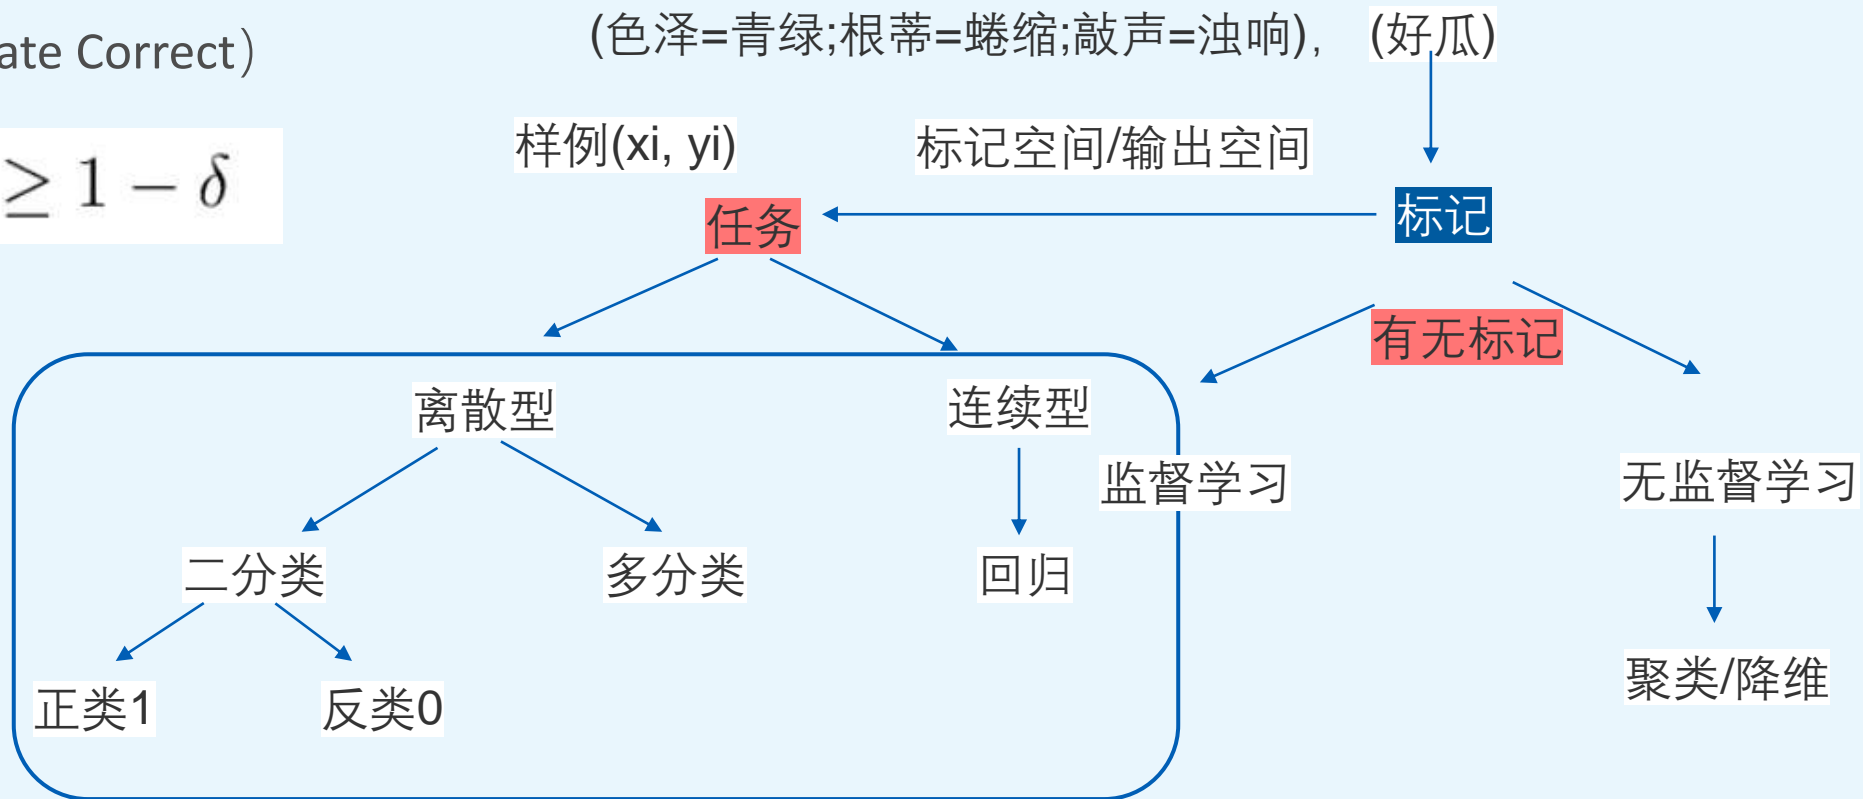 ate Correct）
(色泽=青绿;根蒂=蜷缩;敲声=浊响)， (好瓜)
≥ 1 − δ
样例(xi, yi)
标记空间/输出空间
任务
标记
有无标记
离散型
连续型
监督学习
无监督学习
二分类
多分类
回归
正类1
反类0
聚类/降维